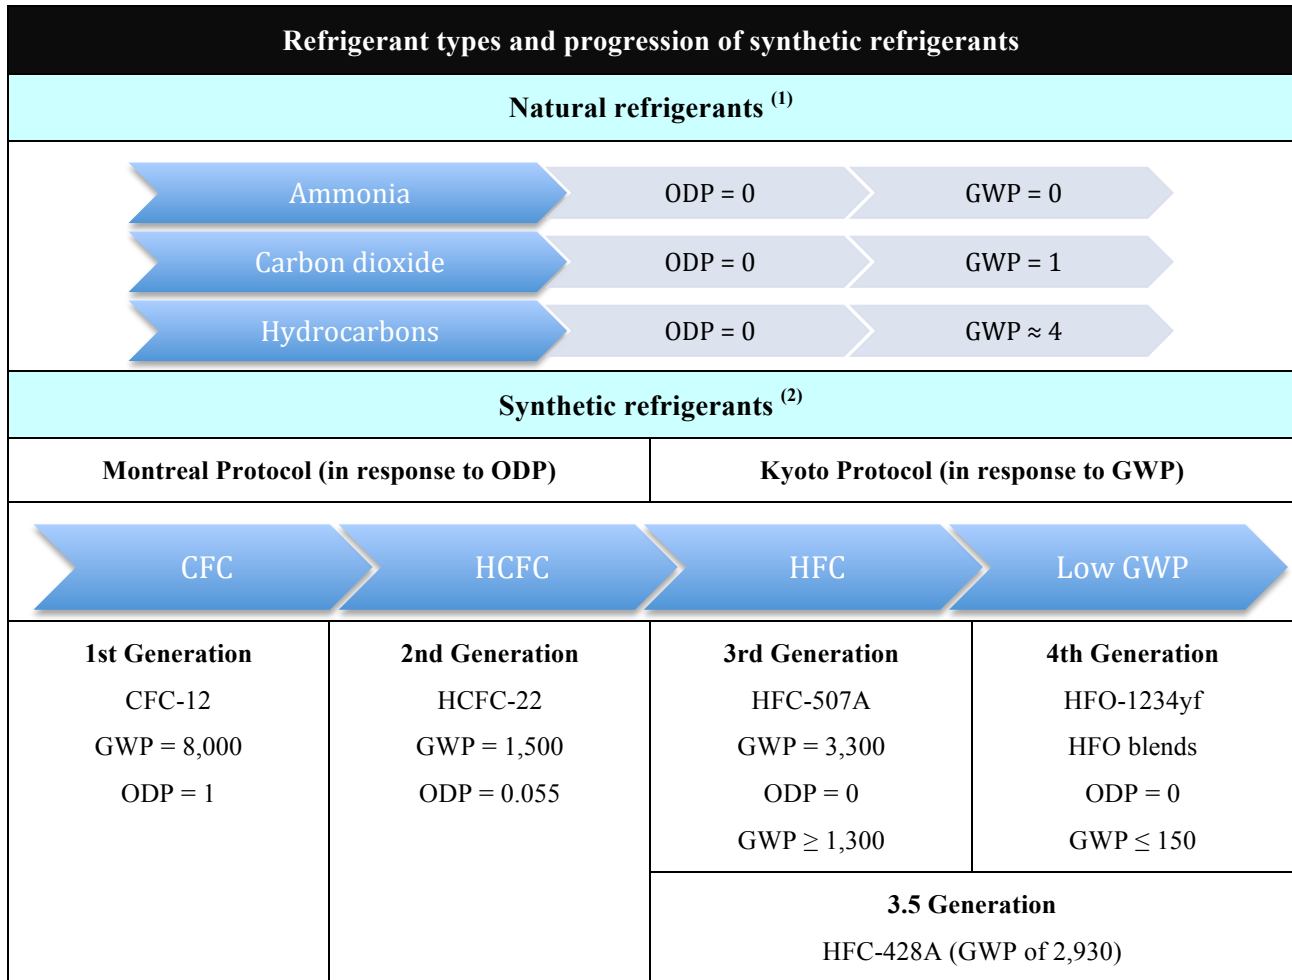 Refrigerant types and progression of synthetic refrigerants
Natural refrigerants (1)
Ammonia ODP = 0 GWP = 0
Carbon dioxide ODP = 0 GWP = 1
Hydrocarbons ODP = 0 GWP ≈ 4
Synthetic refrigerants (2)
Montreal Protocol (in response to ODP) Kyoto Protocol (in response to GWP)
CFC HCFC HFC Low GWP
1st Generation
CFC-12
GWP = 8,000
ODP = 1
2nd Generation
HCFC-22
GWP = 1,500
ODP = 0.055
3rd Generation
HFC-507A
GWP = 3,300
ODP = 0
GWP ≥ 1,300
4th Generation
HFO-1234yf
HFO blends
ODP = 0
GWP ≤ 150
3.5 Generation
HFC-428A (GWP of 2,930)